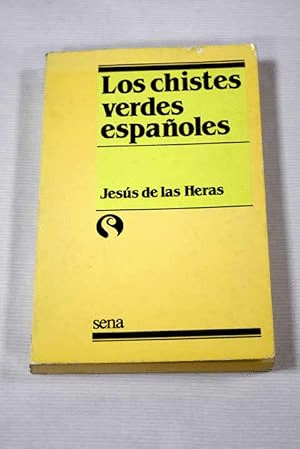 Los chistes
verdes
españoles
Jesús de las Heras
sena